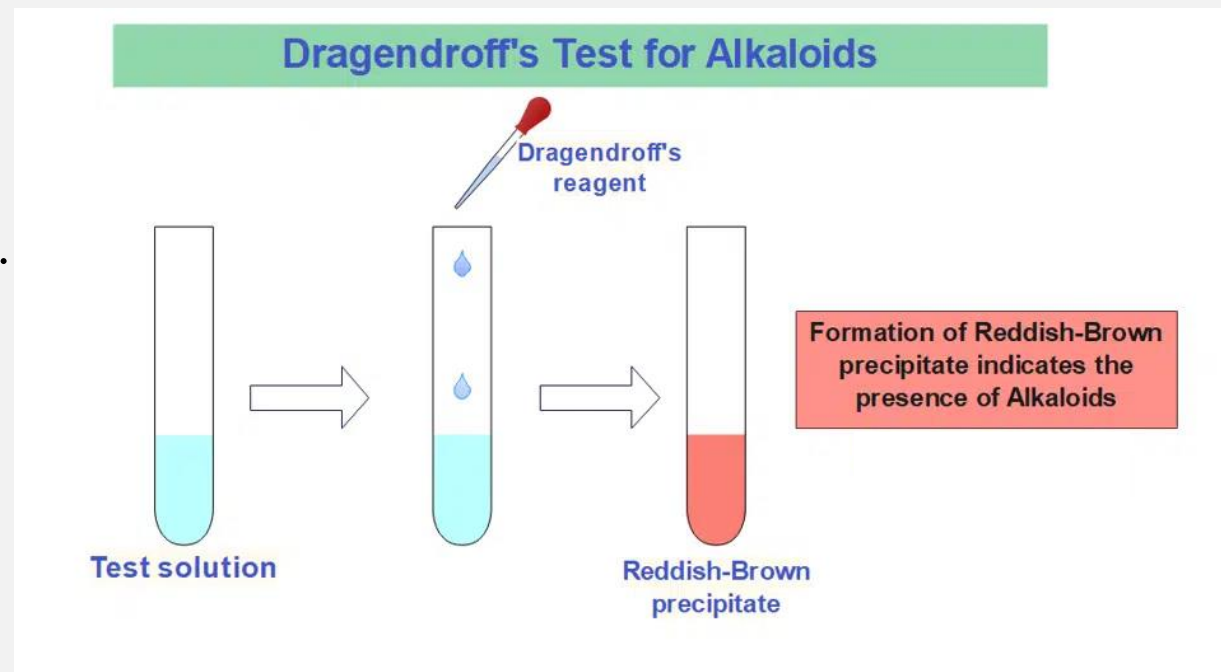 Dragendroff's Test for Alkaloids
Dragendroff's
reagent
Formation of Reddish-Brown
precipitate indicates the
presence of Alkaloids
Test solution
Reddish-Brown
precipitate